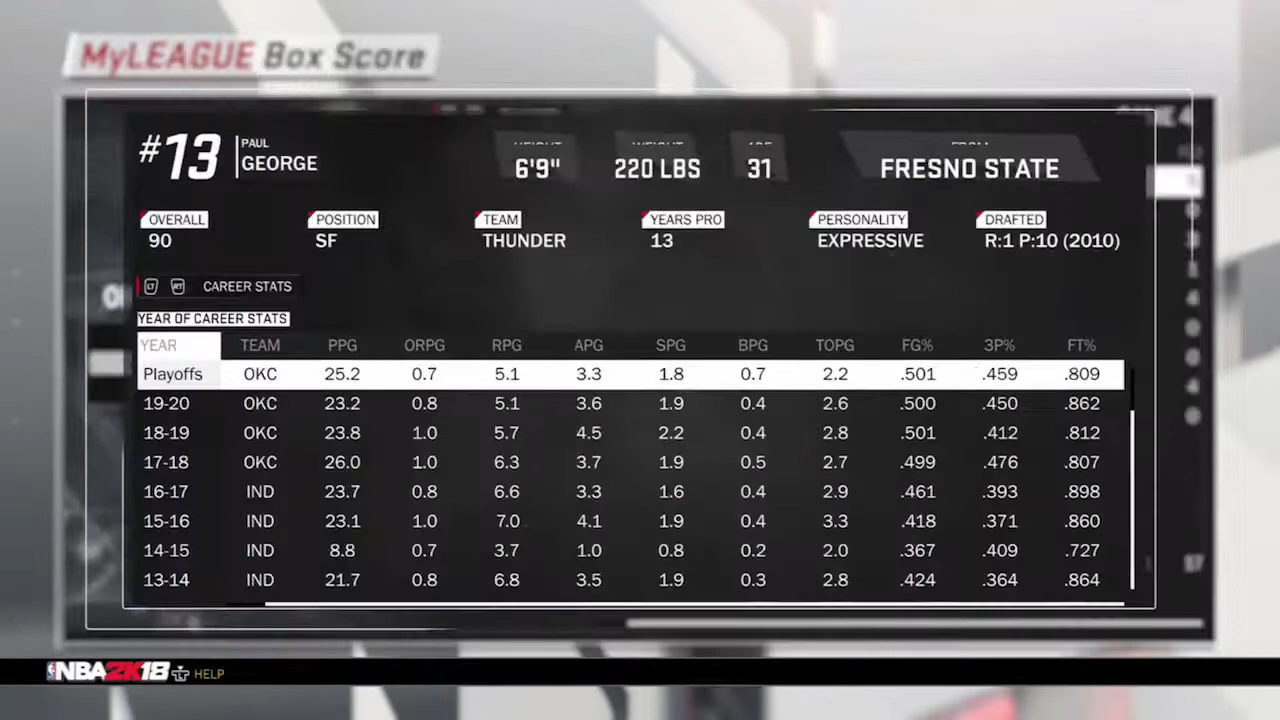 MyLEAGUE Box Score
#13 PAUL GEORGE
HEIGHT WEIGHT AGE FROM
6'9" 220 LBS 31 FRESNO STATE
OVERALL POSITION TEAM YEARS PRO PERSONALITY DRAFTED
90 SF THUNDER 13 EXPRESSIVE R:1 P:10 (2010)
LT RT CAREER STATS
YEAR OF CAREER STATS
YEAR TEAM PPG ORPG RPG APG SPG BPG TOPG FG% 3P% FT%
Playoffs OKC 25.2 0.7 5.1 3.3 1.8 0.7 2.2 .501 .459 .809
19-20 OKC 23.2 0.8 5.1 3.6 1.9 0.4 2.6 .500 .450 .862
18-19 OKC 23.8 1.0 5.7 4.5 2.2 0.4 2.8 .501 .412 .812
17-18 OKC 26.0 1.0 6.3 3.7 1.9 0.5 2.7 .499 .476 .807
16-17 IND 23.7 0.8 6.6 3.3 1.6 0.4 2.9 .461 .393 .898
15-16 IND 23.1 1.0 7.0 4.1 1.9 0.4 3.3 .418 .371 .860
14-15 IND 8.8 0.7 3.7 1.0 0.8 0.2 2.0 .367 .409 .727
13-14 IND 21.7 0.8 6.8 3.5 1.9 0.3 2.8 .424 .364 .864
NBA2K18 HELP